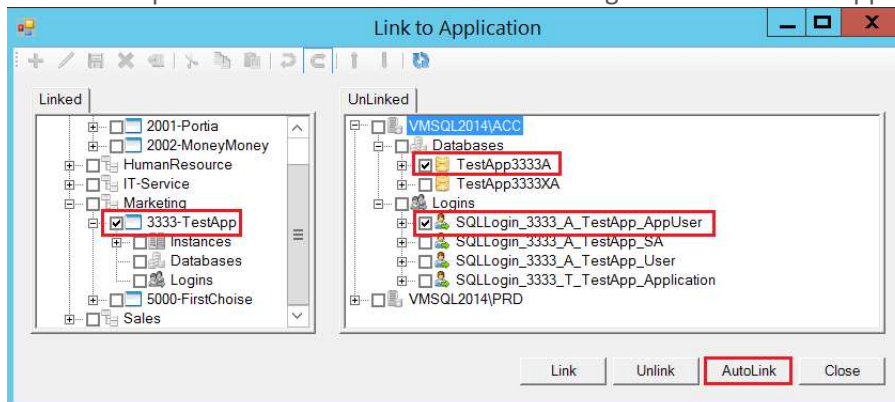 Link to Application
Linked
2001-Portia
2002-MoneyMoney
HumanResource
IT-Service
Marketing
3333-TestApp
Instances
Databases
Logins
5000-FirstChoise
Sales
UnLinked
VMSQL2014\ACC
Databases
TestApp3333A
TestApp3333XA
Logins
SQLLogin_3333_A_TestApp_AppUser
SQLLogin_3333_A_TestApp_SA
SQLLogin_3333_A_TestApp_User
SQLLogin_3333_T_TestApp_Application
VMSQL2014\PRD
Link
Unlink
AutoLink
Close